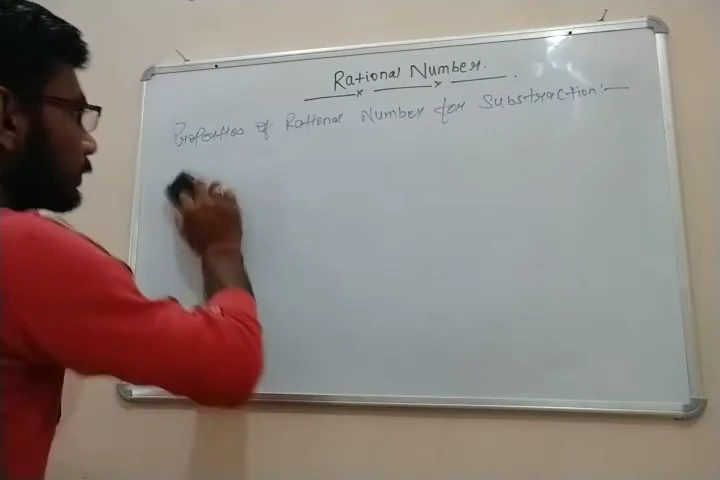 Rational Number.
Properties of Rational Number for Substraction:-